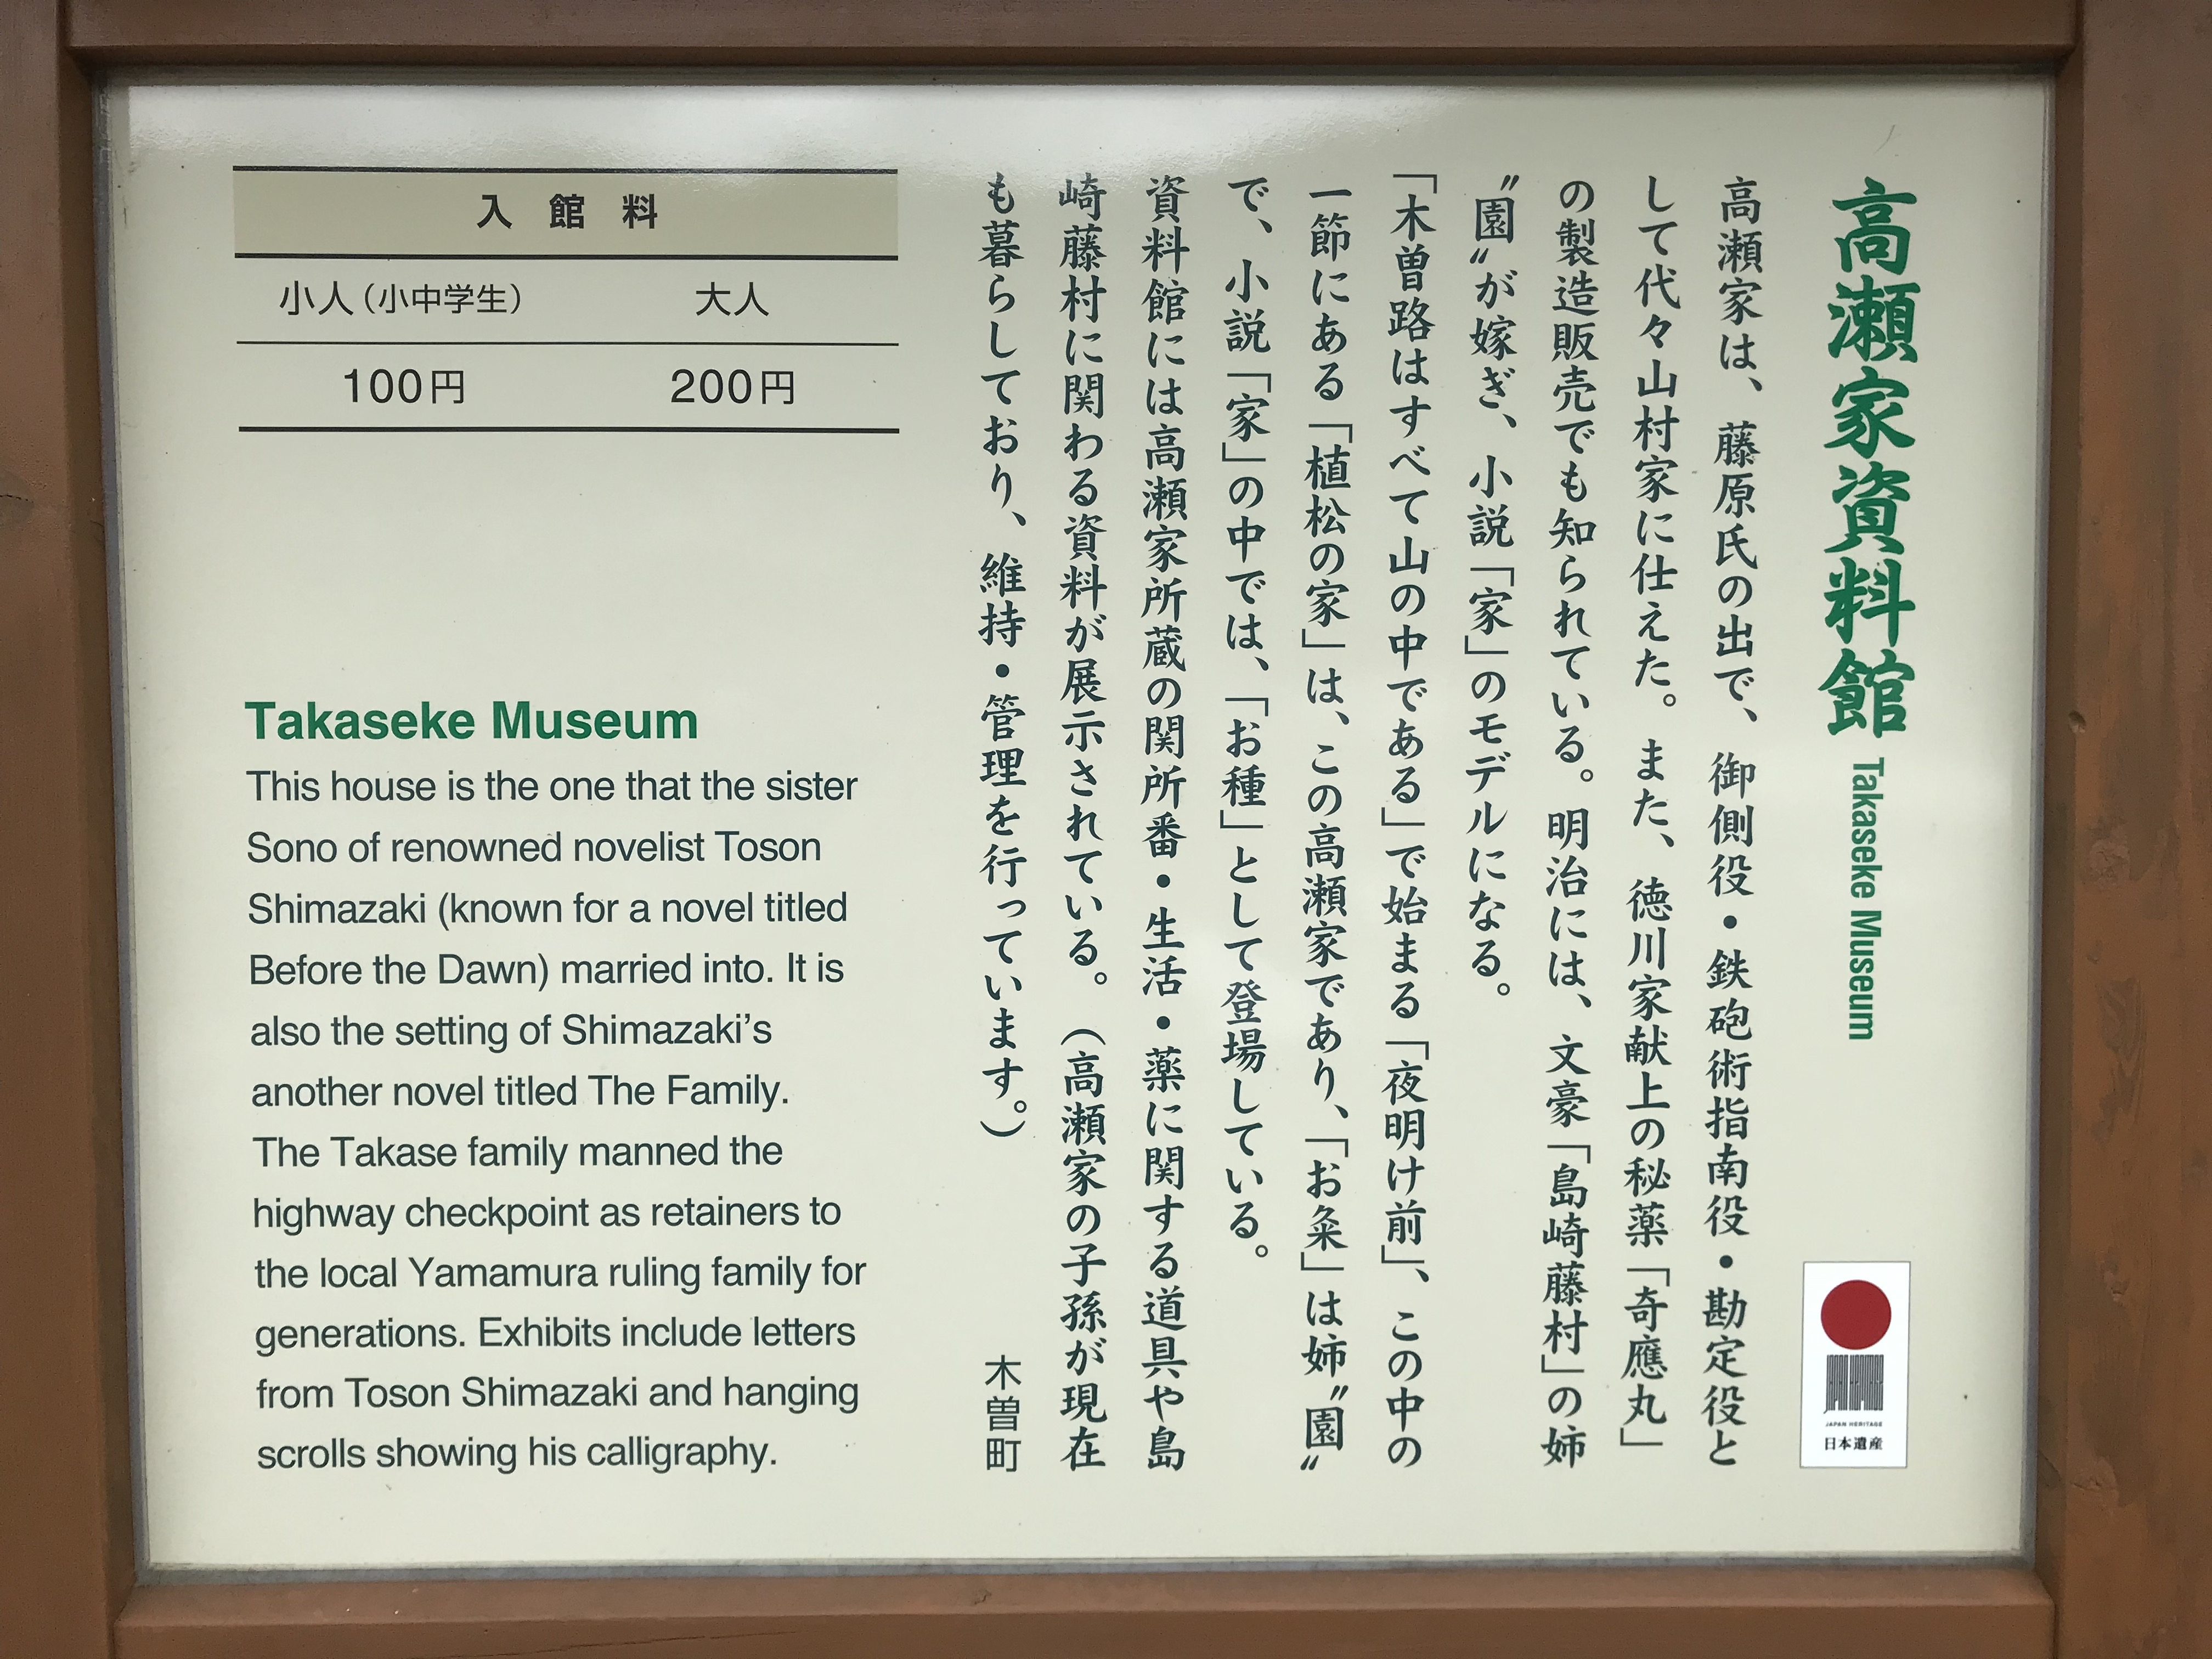 高瀬家資料館 Takaseke Museum
高瀬家は、藤原氏の出で、御側役・鉄砲術指南役・勘定役と
して代々山村家に仕えた。また、徳川家献上の秘薬「奇應丸」
の製造販売でも知られている。明治には、文豪「島崎藤村」の姉
〝園〟が嫁ぎ、小説「家」のモデルになる。
「木曽路はすべて山の中である」で始まる「夜明け前」、この中の
一節にある「植松の家」は、この高瀬家であり、「お粂」は姉〝園〟
で、小説「家」の中では、「お種」として登場している。
資料館には高瀬家所蔵の関所番・生活・薬に関する道具や島
崎藤村に関わる資料が展示されている。（高瀬家の子孫が現在
も暮らしており、維持・管理を行っています。）
木曽町
JAPAN HERITAGE
日本遺産
入館料
小人（小中学生） 大人
100円 200円
Takaseke Museum
This house is the one that the sister
Sono of renowned novelist Toson
Shimazaki (known for a novel titled
Before the Dawn) married into. It is
also the setting of Shimazaki’s
another novel titled The Family.
The Takase family manned the
highway checkpoint as retainers to
the local Yamamura ruling family for
generations. Exhibits include letters
from Toson Shimazaki and hanging
scrolls showing his calligraphy.